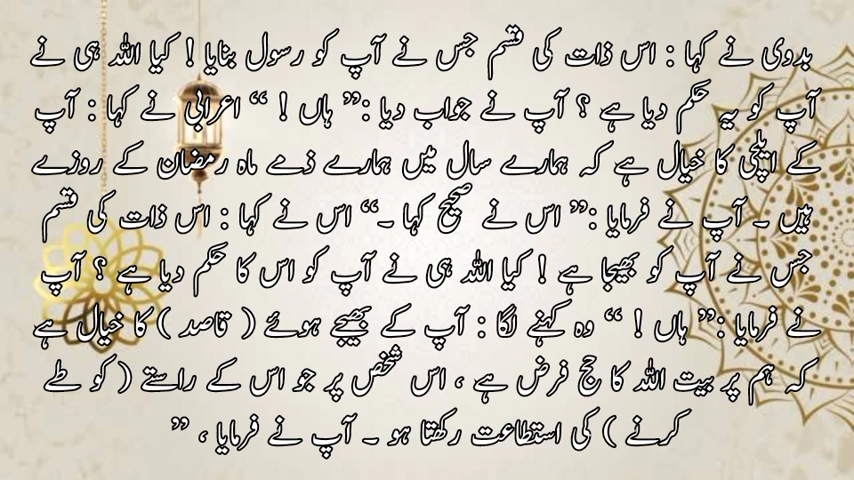 بدوی نے کہا : اس ذات کی قسم جس نے آپ کو رسول بنایا ! کیا اللہ ہی نے
آپ کو یہ حکم دیا ہے ؟ آپ نے جواب دیا :’’ ہاں ! ‘‘ اعرابی نے کہا : آپ
کے ایلچی کا خیال ہے کہ ہمارے سال میں ہمارے ذمے ماہ رمضان کے روزے
ہیں ۔ آپ نے فرمایا :’’ اس نے صحیح کہا ۔‘‘ اس نے کہا : اس ذات کی قسم
جس نے آپ کو بھیجا ہے ! کیا اللہ ہی نے آپ کو اس کا حکم دیا ہے ؟ آپ
نے فرمایا :’’ ہاں ! ‘‘ وہ کہنے لگا : آپ کے بھیجے ہوئے ( قاصد ) کا خیال ہے
کہ ہم پر بیت اللہ کا حج فرض ہے ، اس شخص پر جو اس کے راستے ( کو طے
کرنے ) کی استطاعت رکھتا ہو ۔ آپ نے فرمایا ، ’’